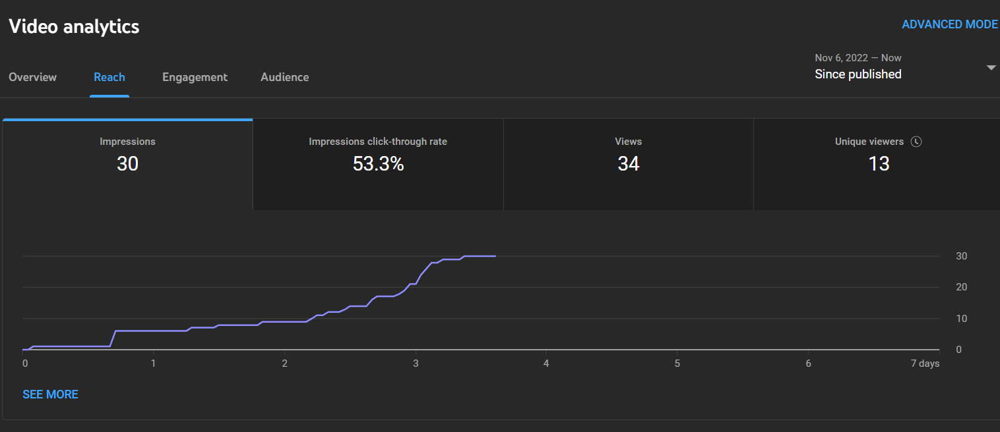 Video analytics
ADVANCED MODE
Nov 6, 2022 — Now
Since published
Overview Reach Engagement Audience
Impressions
30
Impressions click-through rate
53.3%
Views
34
Unique viewers
13
30
20
10
0
0 1 2 3 4 5 6 7 days
SEE MORE